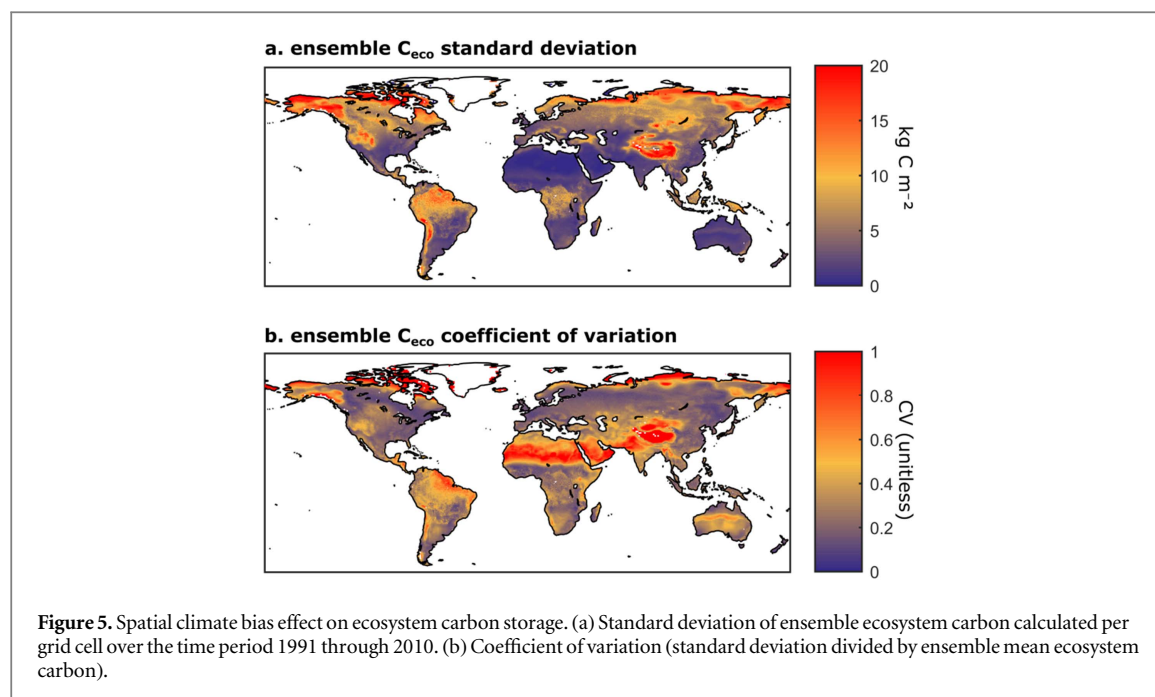 a. ensemble Ceco standard deviation
20
15
10
5
0
kg C m⁻²
b. ensemble Ceco coefficient of variation
1
0.8
0.6
0.4
0.2
0
CV (unitless)
Figure 5. Spatial climate bias effect on ecosystem carbon storage. (a) Standard deviation of ensemble ecosystem carbon calculated per
grid cell over the time period 1991 through 2010. (b) Coefficient of variation (standard deviation divided by ensemble mean ecosystem
carbon).